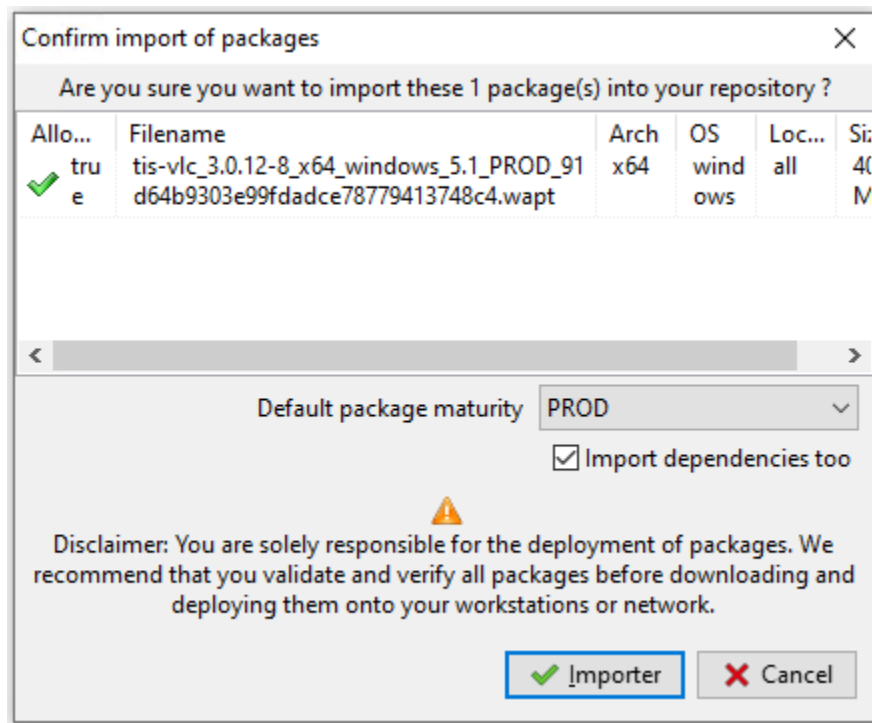 Confirm import of packages
Are you sure you want to import these 1 package(s) into your repository ?
Allo... Filename Arch OS Loc... Siz
true tis-vlc_3.0.12-8_x64_windows_5.1_PROD_91 x64 wind all 40
d64b9303e99fdadce78779413748c4.wapt ows M
Default package maturity PROD
Import dependencies too
Disclaimer: You are solely responsible for the deployment of packages. We
recommend that you validate and verify all packages before downloading and
deploying them onto your workstations or network.
Importer Cancel